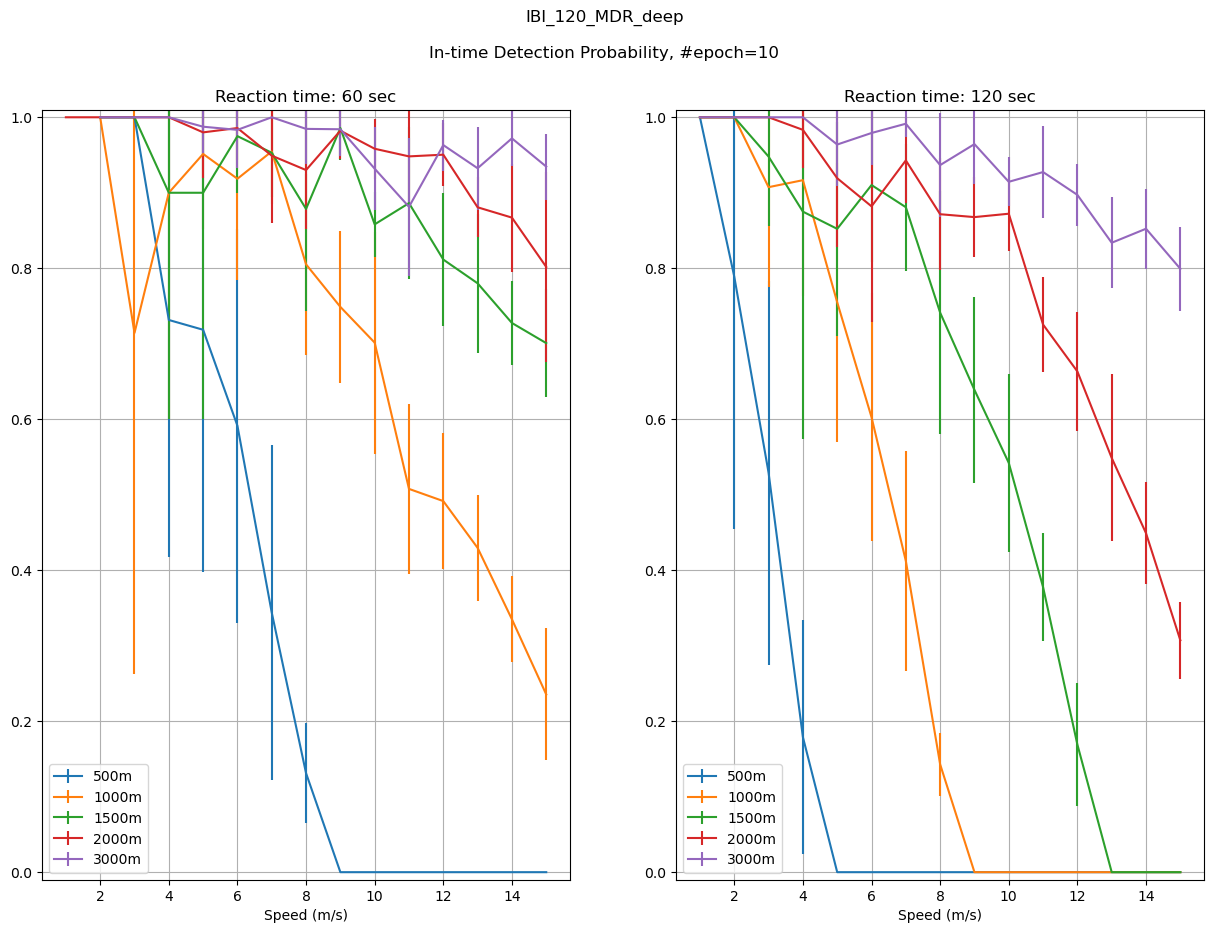 IBI_120_MDR_deep
In-time Detection Probability, #epoch=10
Reaction time: 60 sec
1.0
0.8
0.6
0.4
0.2
0.0
500m
1000m
1500m
2000m
3000m
2 4 6 8 10 12 14
Speed (m/s)
Reaction time: 120 sec
1.0
0.8
0.6
0.4
0.2
0.0
500m
1000m
1500m
2000m
3000m
2 4 6 8 10 12 14
Speed (m/s)